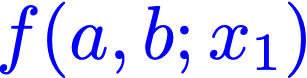 f(a, b; x₁)